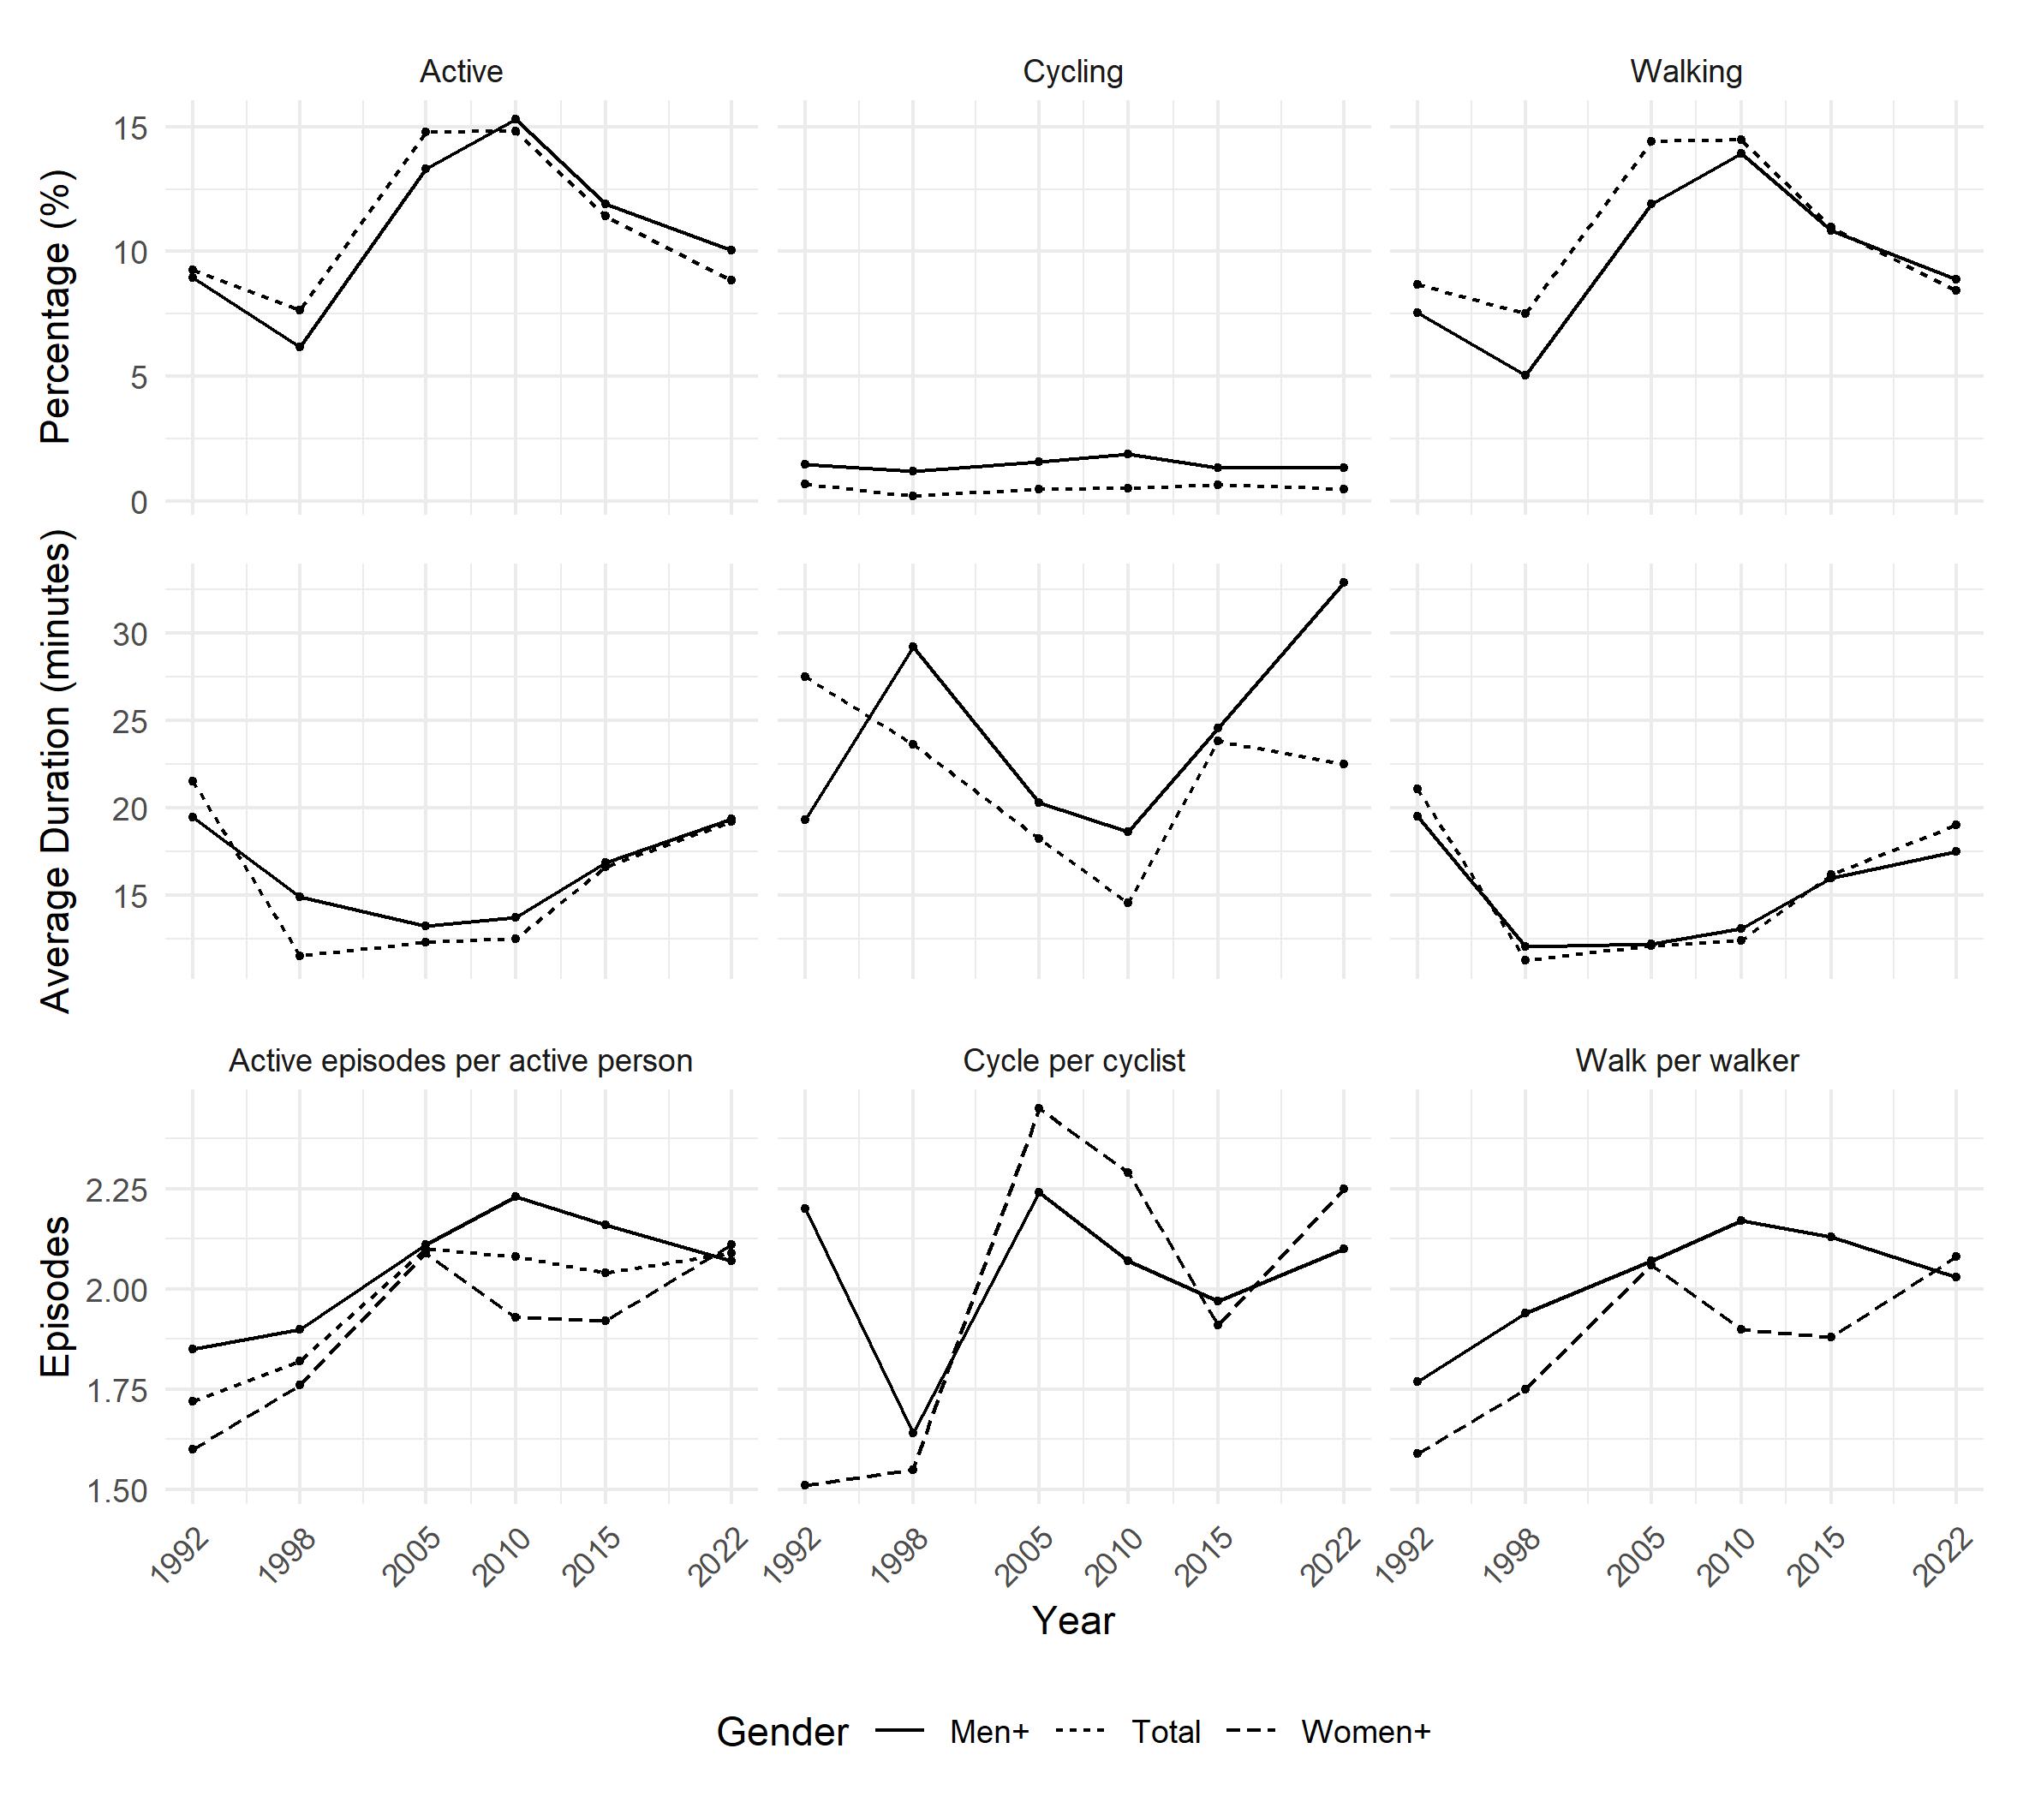 Active
Cycling
Walking
Percentage (%)
15
10
5
0
Average Duration (minutes)
30
25
20
15
Active episodes per active person
Cycle per cyclist
Walk per walker
Episodes
2.25
2.00
1.75
1.50
1992 1998 2005 2010 2015 2022
1992 1998 2005 2010 2015 2022
1992 1998 2005 2010 2015 2022
Year
Gender Men+ Total Women+